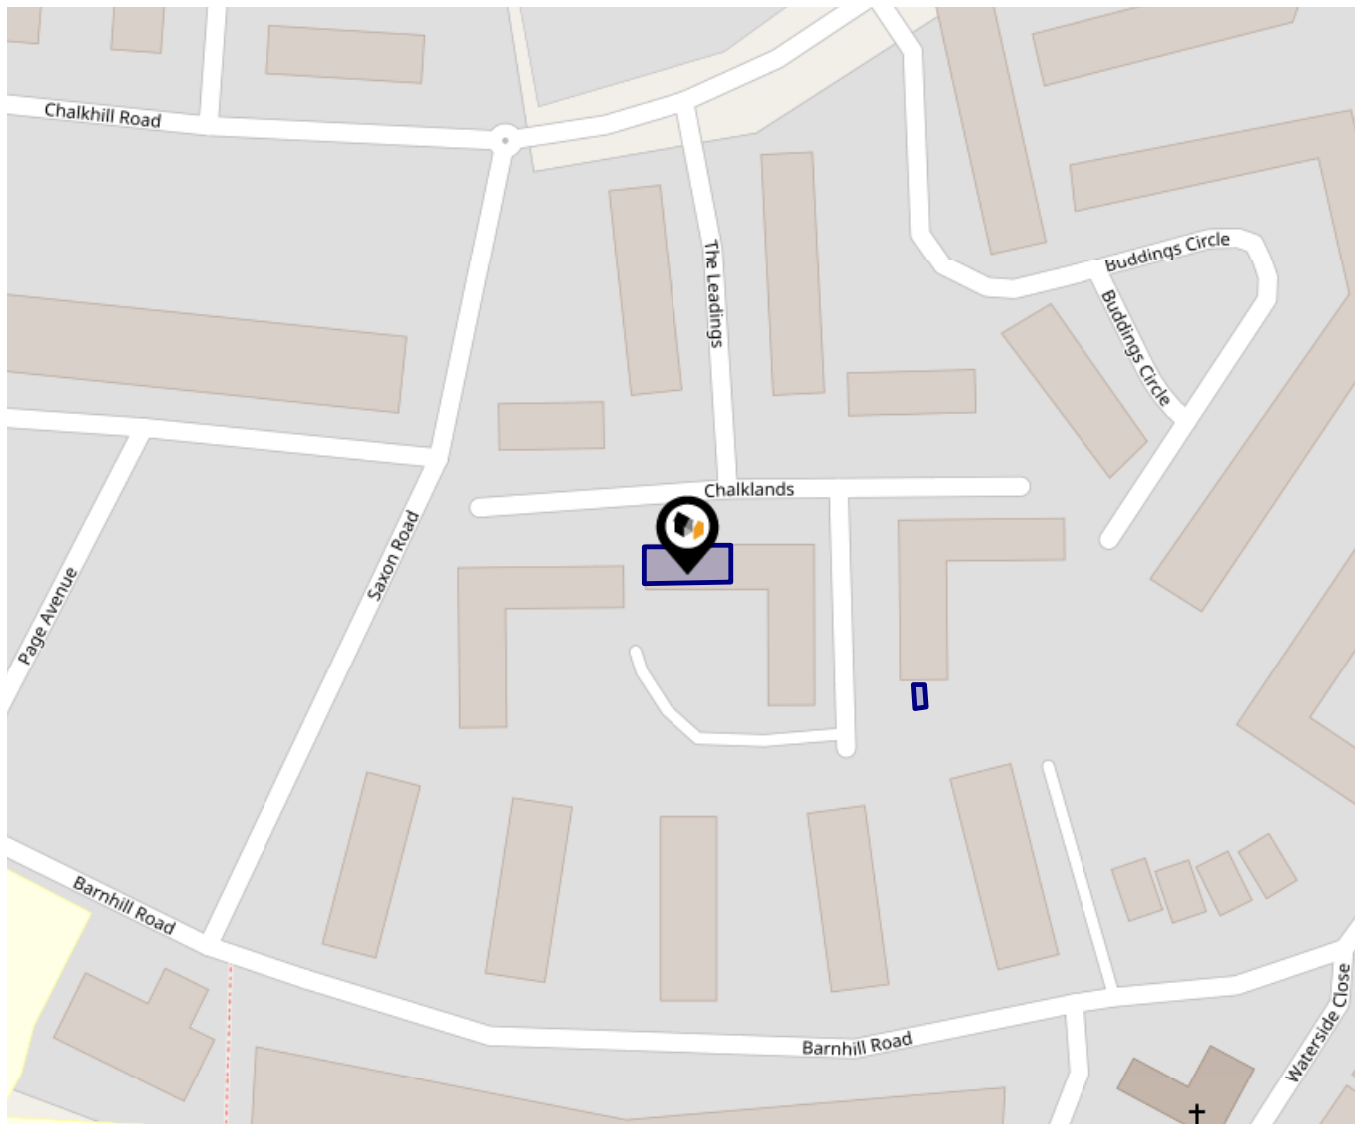 Chalkhill Road
The Leadings
Buddings Circle
Buddings Circle
Chalklands
Saxon Road
Page Avenue
Barnhill Road
Barnhill Road
Waterside Close